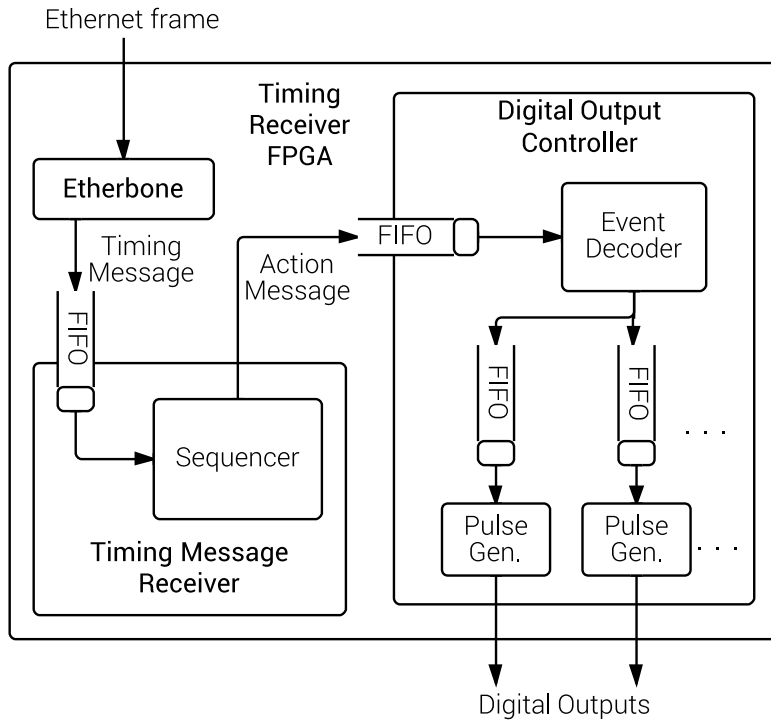 Ethernet frame
Timing
Receiver
FPGA
Digital Output
Controller
Etherbone
Timing
Message
FIFO
Action
Message
FIFO
Event
Decoder
FIFO
FIFO
. . .
Sequencer
Timing Message
Receiver
Pulse
Gen.
Pulse
Gen.
. . .
Digital Outputs